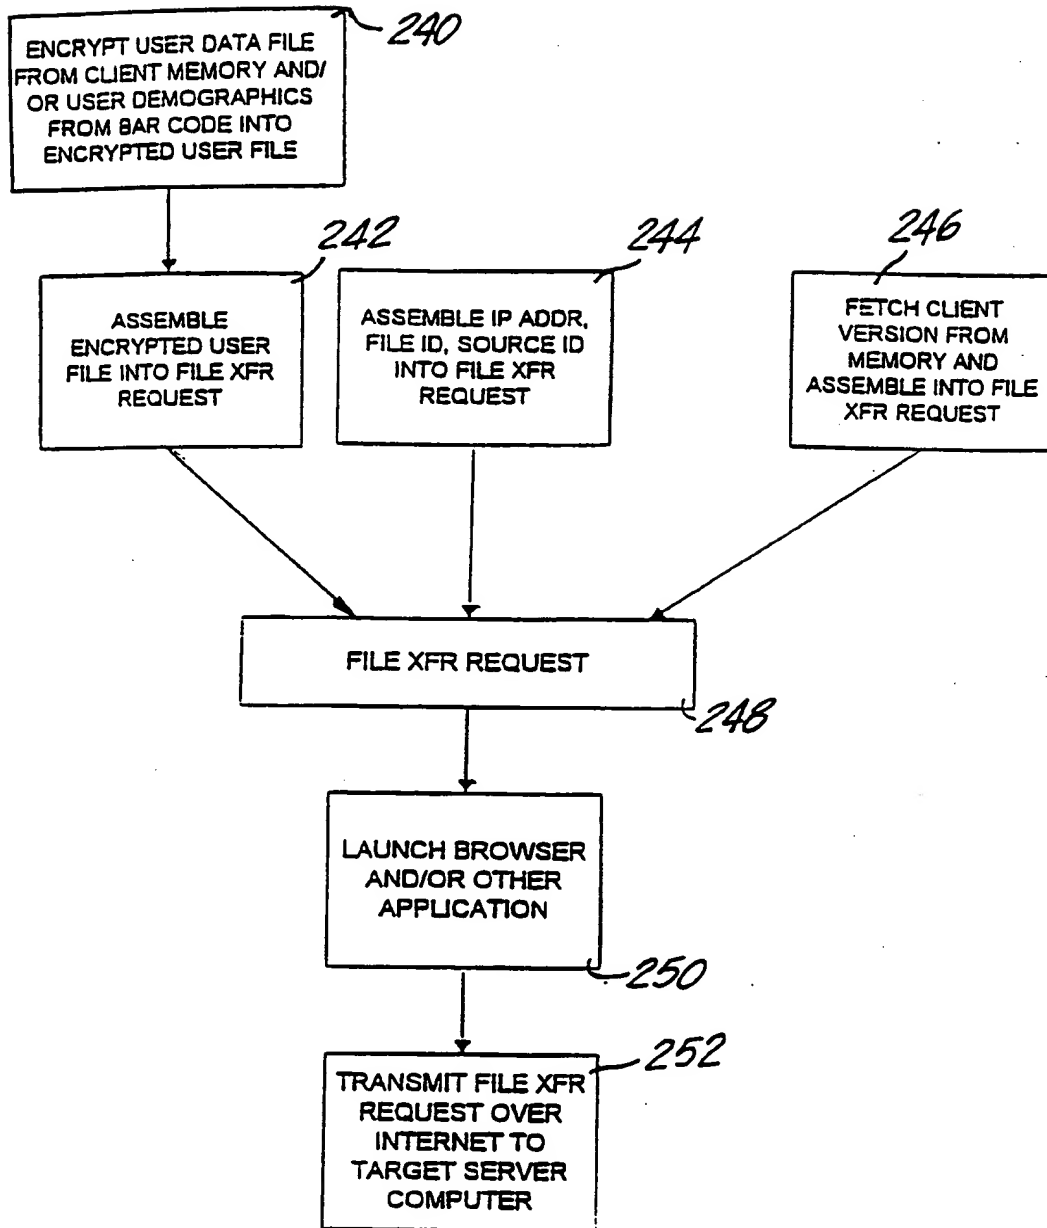 240
ENCRYPT USER DATA FILE
FROM CLIENT MEMORY AND/
OR USER DEMOGRAPHICS
FROM BAR CODE INTO
ENCRYPTED USER FILE
242
ASSEMBLE
ENCRYPTED USER
FILE INTO FILE XFR
REQUEST
244
ASSEMBLE IP ADDR,
FILE ID, SOURCE ID
INTO FILE XFR
REQUEST
246
FETCH CLIENT
VERSION FROM
MEMORY AND
ASSEMBLE INTO FILE
XFR REQUEST
FILE XFR REQUEST
248
LAUNCH BROWSER
AND/OR OTHER
APPLICATION
250
252
TRANSMIT FILE XFR
REQUEST OVER
INTERNET TO
TARGET SERVER
COMPUTER